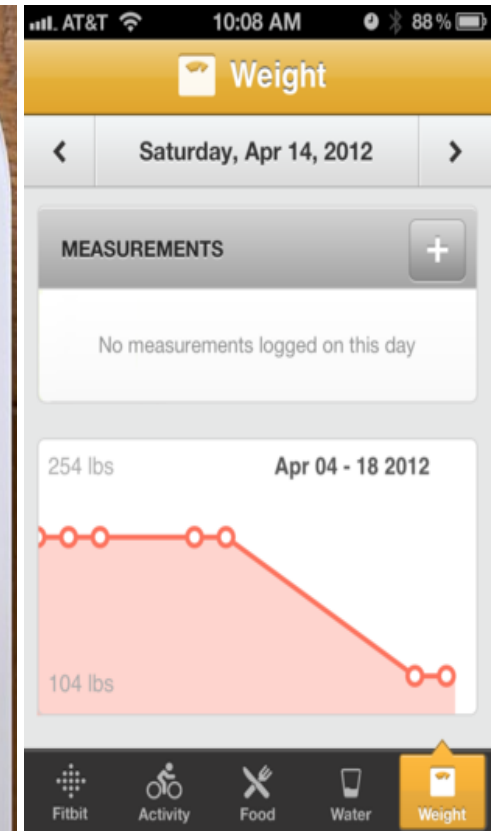 AT&T 10:08 AM 88%
Weight
Saturday, Apr 14, 2012
MEASUREMENTS
No measurements logged on this day
254 lbs Apr 04 - 18 2012
104 lbs
Fitbit Activity Food Water Weight